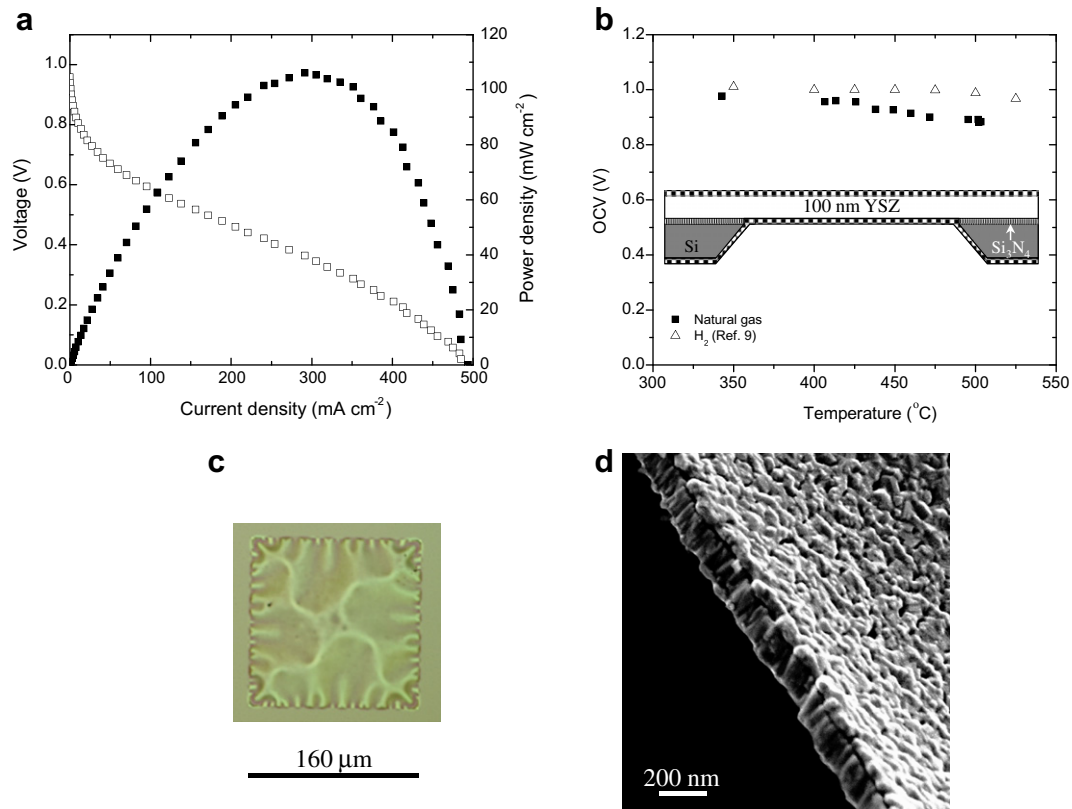 a
b
120
100
80
60
40
20
0
1.0
0.8
0.6
0.4
0.2
0.0
Voltage (V)
Power density (mW cm⁻²)
0 100 200 300 400 500
Current density (mA cm⁻²)
1.2
1.0
0.8
0.6
0.4
0.2
0.0
OCV (V)
100 nm YSZ
Si
Si₃N₄
Natural gas
H₂ (Ref. 9)
300 350 400 450 500 550
Temperature (°C)
c
d
160 μm
200 nm